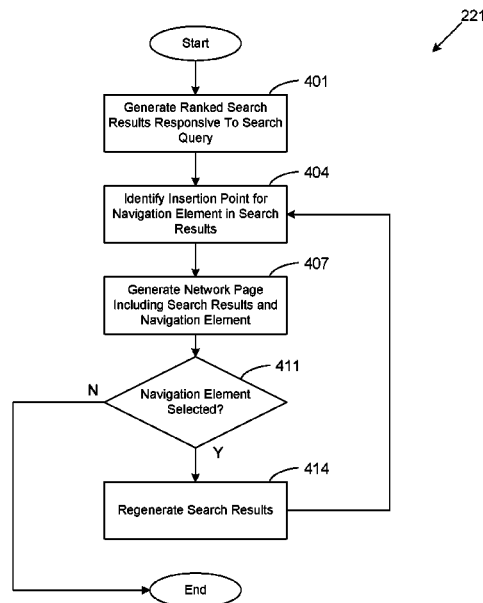 221
Start
401
Generate Ranked Search
Results Responsive To Search
Query
404
Identify Insertion Point for
Navigation Element in Search
Results
407
Generate Network Page
Including Search Results and
Navigation Element
411
N
Navigation Element
Selected?
Y
414
Regenerate Search Results
End